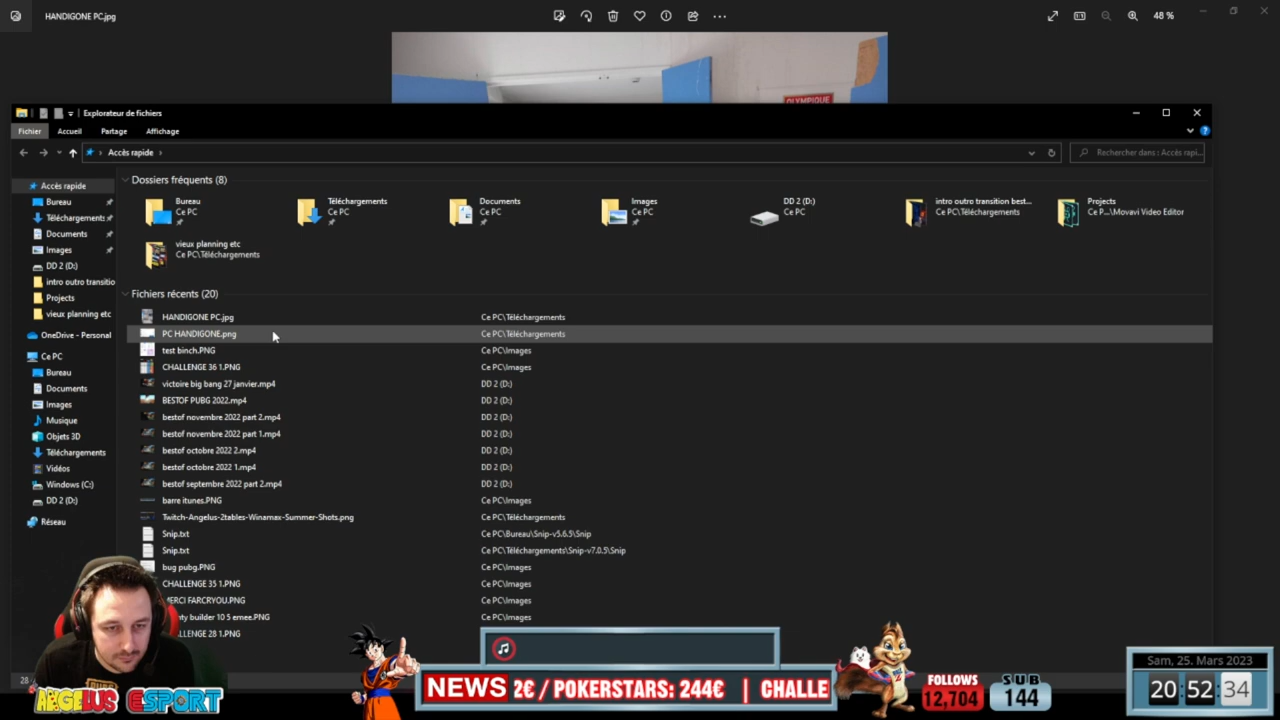 HANDIGONE PC.jpg
48 %
OLYMPIQUE
Explorateur de fichiers
Fichier Accueil Partage Affichage
Accès rapide
Rechercher dans : Accès rapi...
Accès rapide
Bureau
Téléchargements
Documents
Images
DD 2 (D:)
intro outro transitio
Projects
vieux planning etc
OneDrive - Personal
Ce PC
Bureau
Documents
Images
Musique
Objets 3D
Téléchargements
Vidéos
Windows (C:)
DD 2 (D:)
Réseau
28
Dossiers fréquents (8)
Bureau
Ce PC
Téléchargements
Ce PC
Documents
Ce PC
Images
Ce PC
DD 2 (D:)
Ce PC
intro outro transition best...
Ce PC\Téléchargements
Projects
Ce P...\Movavi Video Editor
vieux planning etc
Ce PC\Téléchargements
Fichiers récents (20)
HANDIGONE PC.jpg Ce PC\Téléchargements
PC HANDIGONE.png Ce PC\Téléchargements
test binch.PNG Ce PC\Images
CHALLENGE 36 1.PNG Ce PC\Images
victoire big bang 27 janvier.mp4 DD 2 (D:)
BESTOF PUBG 2022.mp4 DD 2 (D:)
bestof novembre 2022 part 2.mp4 DD 2 (D:)
bestof novembre 2022 part 1.mp4 DD 2 (D:)
bestof octobre 2022 2.mp4 DD 2 (D:)
bestof octobre 2022 1.mp4 DD 2 (D:)
bestof septembre 2022 part 2.mp4 DD 2 (D:)
barre itunes.PNG Ce PC\Images
Twitch-Angelus-2tables-Winamax-Summer-Shots.png Ce PC\Téléchargements
Snip.txt Ce PC\Bureau\Snip-v5.6.5\Snip
Snip.txt Ce PC\Téléchargements\Snip-v7.0.5\Snip
bug pubg.PNG Ce PC\Images
CHALLENGE 35 1.PNG Ce PC\Images
MERCI FARCRYOU.PNG Ce PC\Images
nty builder 10 5 emee.PNG Ce PC\Images
LLENGE 28 1.PNG Ce PC\Images
ANGELUS ESPORT
NEWS 2€ / POKERSTARS: 244€ | CHALLE
FOLLOWS
12,704
SUB
144
Sam, 25. Mars 2023
20:52:34